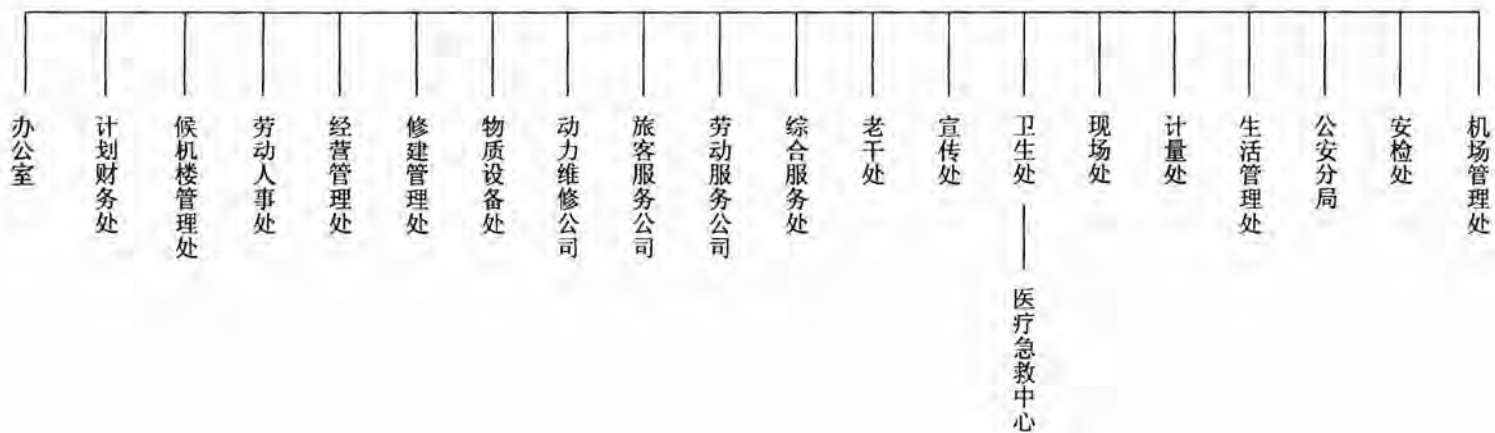 办公室
计划财务处
候机楼管理处
劳动人事处
经营管理处
修建管理处
物质设备处
动力维修公司
旅客服务公司
劳动服务公司
综合服务处
老干处
宣传处
卫生处
医疗急救中心
现场处
计量处
生活管理处
公安分局
安检处
机场管理处